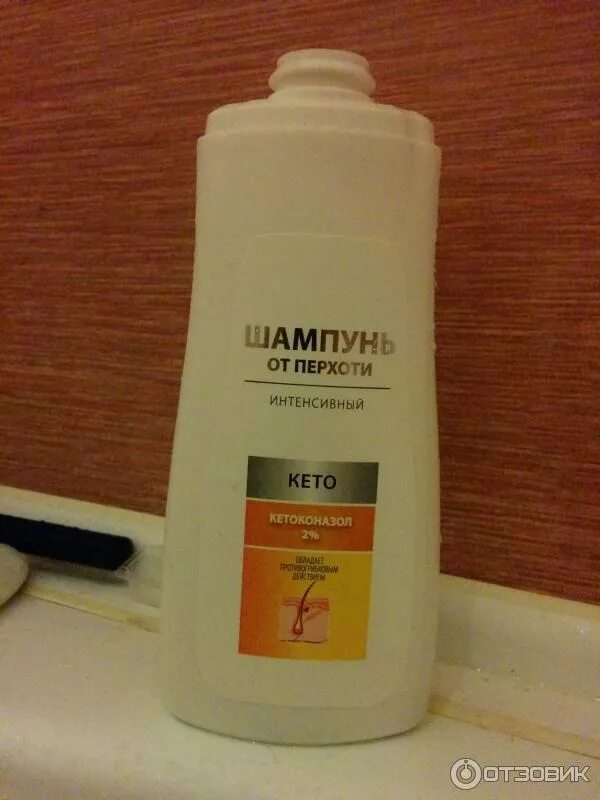 ШАМПУНЬ
ОТ ПЕРХОТИ
ИНТЕНСИВНЫЙ
КЕТО
КЕТОКОНАЗОЛ
2%
ОБЛАДАЕТ
ПРОТИВОГРИБКОВЫМ
ДЕЙСТВИЕМ
ОТЗОВИК